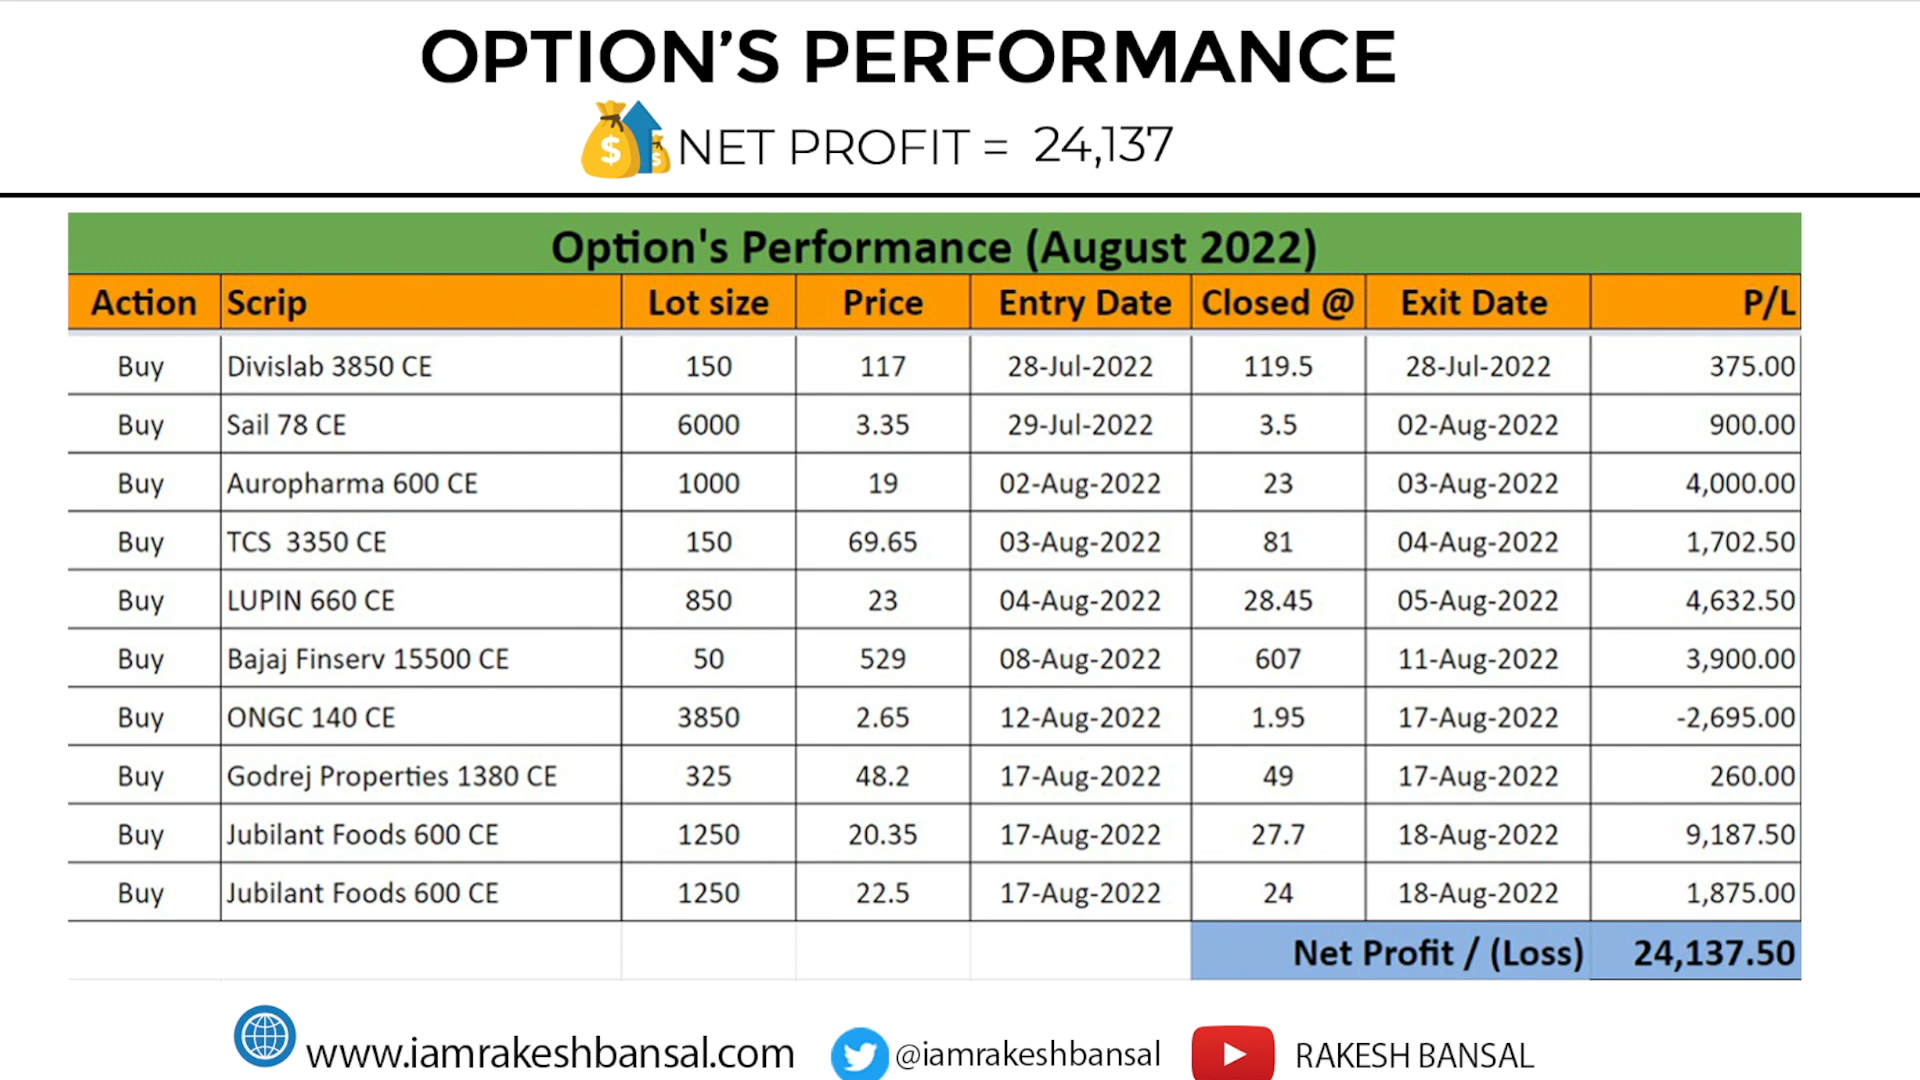 OPTION’S PERFORMANCE
$ $ NET PROFIT = 24,137
Option's Performance (August 2022)
Action Scrip Lot size Price Entry Date Closed @ Exit Date P/L
Buy Divislab 3850 CE 150 117 28-Jul-2022 119.5 28-Jul-2022 375.00
Buy Sail 78 CE 6000 3.35 29-Jul-2022 3.5 02-Aug-2022 900.00
Buy Auropharma 600 CE 1000 19 02-Aug-2022 23 03-Aug-2022 4,000.00
Buy TCS 3350 CE 150 69.65 03-Aug-2022 81 04-Aug-2022 1,702.50
Buy LUPIN 660 CE 850 23 04-Aug-2022 28.45 05-Aug-2022 4,632.50
Buy Bajaj Finserv 15500 CE 50 529 08-Aug-2022 607 11-Aug-2022 3,900.00
Buy ONGC 140 CE 3850 2.65 12-Aug-2022 1.95 17-Aug-2022 -2,695.00
Buy Godrej Properties 1380 CE 325 48.2 17-Aug-2022 49 17-Aug-2022 260.00
Buy Jubilant Foods 600 CE 1250 20.35 17-Aug-2022 27.7 18-Aug-2022 9,187.50
Buy Jubilant Foods 600 CE 1250 22.5 17-Aug-2022 24 18-Aug-2022 1,875.00
Net Profit / (Loss) 24,137.50
www.iamrakeshbansal.com @iamrakeshbansal RAKESH BANSAL